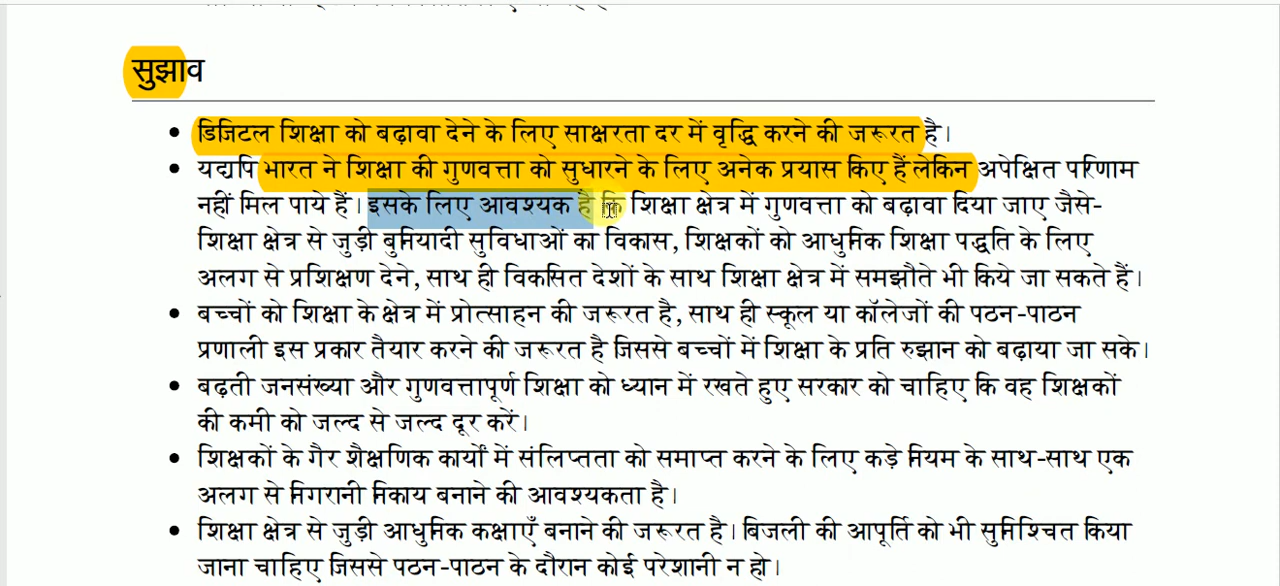 सुझाव
• डिजिटल शिक्षा को बढ़ावा देने के लिए साक्षरता दर में वृद्धि करने की जरूरत है।
• यद्यपि भारत ने शिक्षा की गुणवत्ता को सुधारने के लिए अनेक प्रयास किए हैं लेकिन अपेक्षित परिणाम
नहीं मिल पाये हैं। इसके लिए आवश्यक है कि शिक्षा क्षेत्र में गुणवत्ता को बढ़ावा दिया जाए जैसे-
शिक्षा क्षेत्र से जुड़ी बुनियादी सुविधाओं का विकास, शिक्षकों को आधुनिक शिक्षा पद्धति के लिए
अलग से प्रशिक्षण देने, साथ ही विकसित देशों के साथ शिक्षा क्षेत्र में समझौते भी किये जा सकते हैं।
• बच्चों को शिक्षा के क्षेत्र में प्रोत्साहन की जरूरत है, साथ ही स्कूल या कॉलेजों की पठन-पाठन
प्रणाली इस प्रकार तैयार करने की जरूरत है जिससे बच्चों में शिक्षा के प्रति रुझान को बढ़ाया जा सके।
• बढ़ती जनसंख्या और गुणवत्तापूर्ण शिक्षा को ध्यान में रखते हुए सरकार को चाहिए कि वह शिक्षकों
की कमी को जल्द से जल्द दूर करें।
• शिक्षकों के गैर शैक्षणिक कार्यों में संलिप्तता को समाप्त करने के लिए कड़े नियम के साथ-साथ एक
अलग से निगरानी निकाय बनाने की आवश्यकता है।
• शिक्षा क्षेत्र से जुड़ी आधुनिक कक्षाएँ बनाने की जरूरत है। बिजली की आपूर्ति को भी सुनिश्चित किया
जाना चाहिए जिससे पठन-पाठन के दौरान कोई परेशानी न हो।